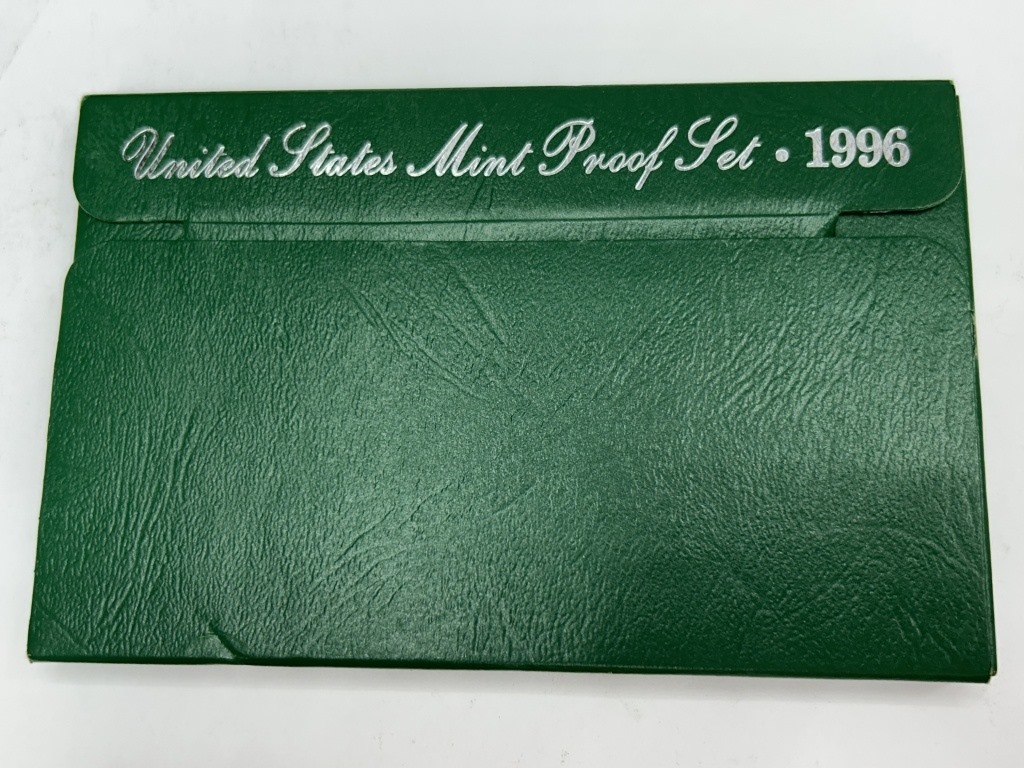 United States Mint Proof Set • 1996